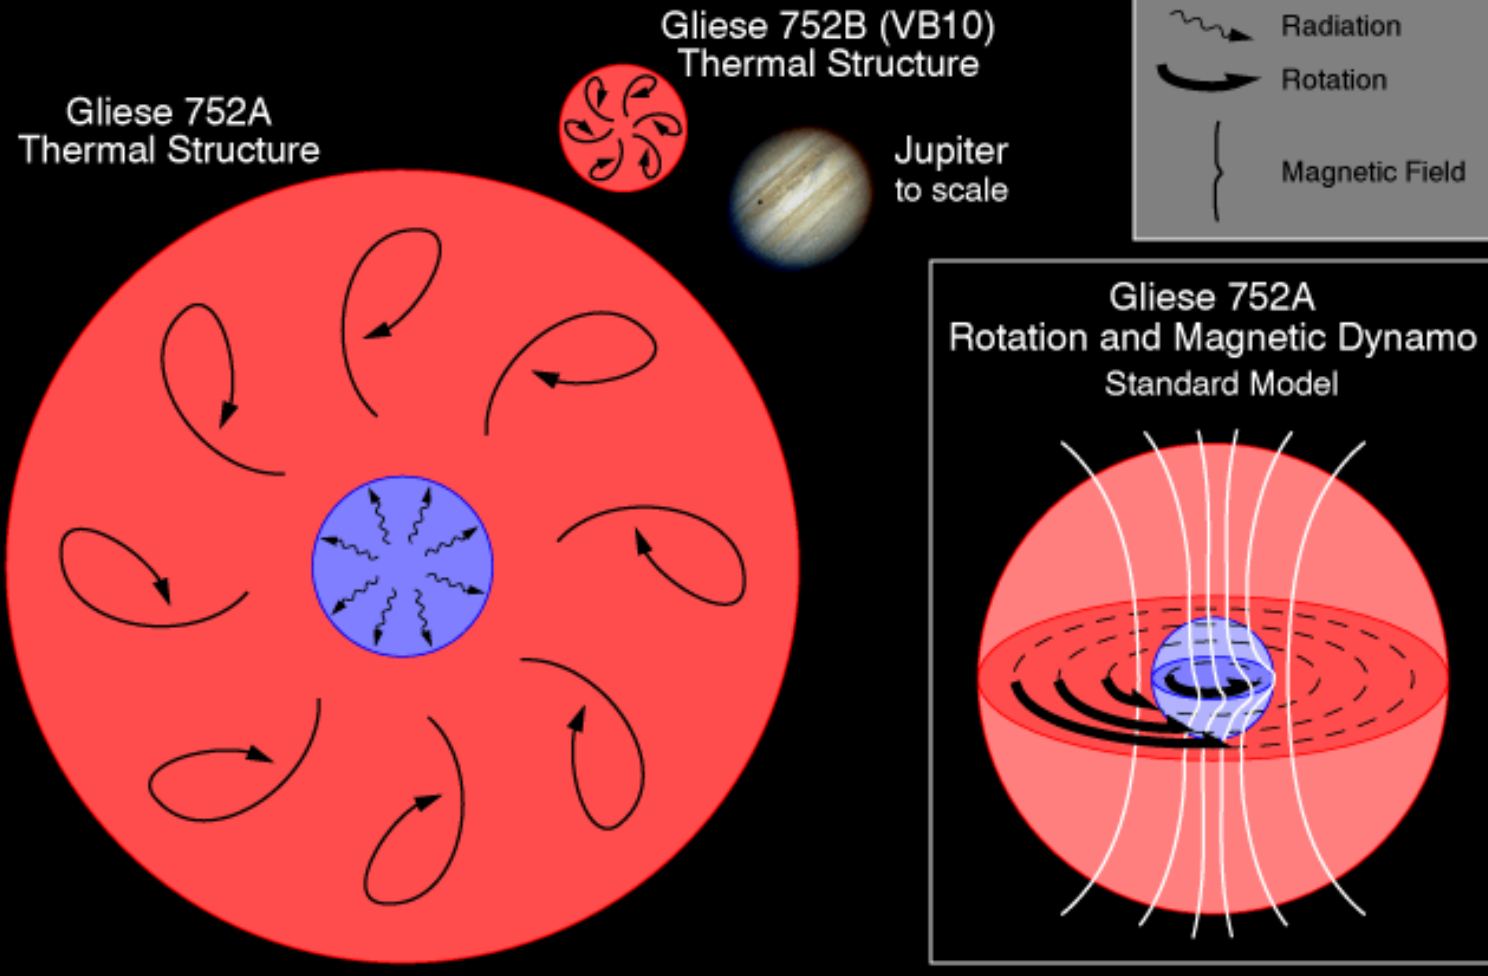 Gliese 752B (VB10)
Thermal Structure
Gliese 752A
Thermal Structure
Jupiter
to scale
Radiation
Rotation
Magnetic Field
Gliese 752A
Rotation and Magnetic Dynamo
Standard Model